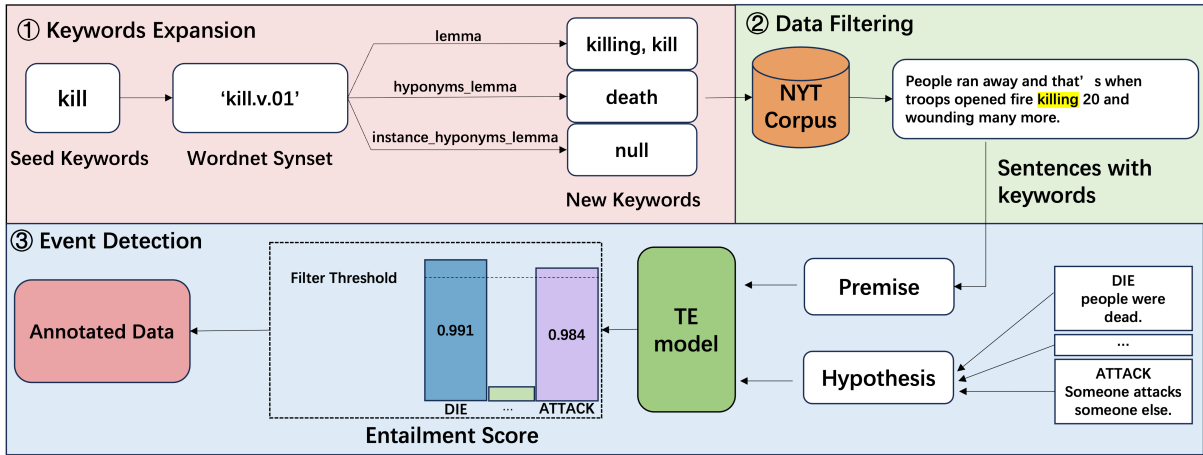 ① Keywords Expansion
kill
Seed Keywords
‘kill.v.01’
Wordnet Synset
lemma
hyponyms_lemma
instance_hyponyms_lemma
killing, kill
death
null
New Keywords
② Data Filtering
NYT
Corpus
People ran away and that’ s when
troops opened fire killing 20 and
wounding many more.
Sentences with
keywords
③ Event Detection
Annotated Data
Filter Threshold
0.991
0.984
DIE
...
ATTACK
Entailment Score
TE
model
Premise
Hypothesis
DIE
people were
dead.
...
ATTACK
Someone attacks
someone else.